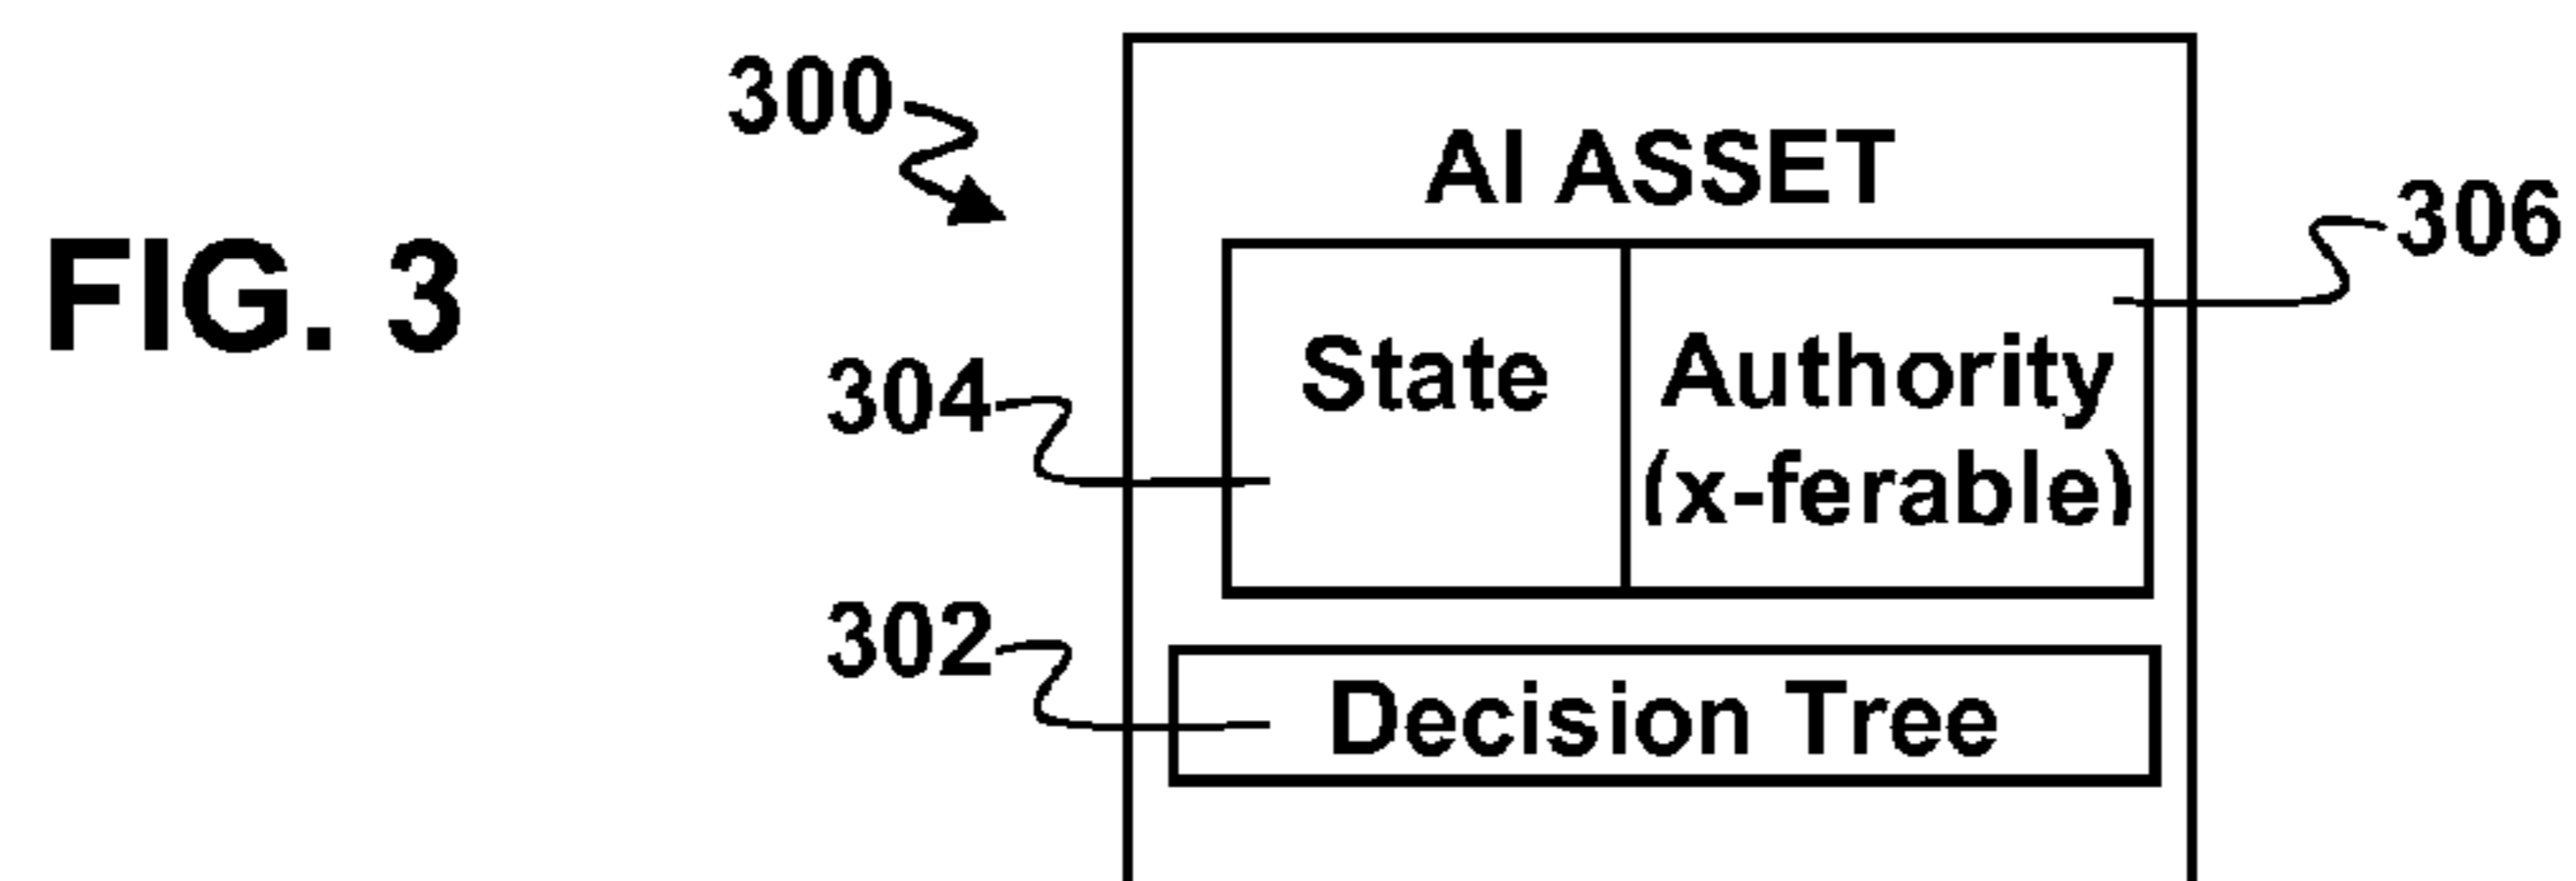 FIG. 3
300
AI ASSET
306
304
State
Authority
(x-ferable)
302
Decision Tree